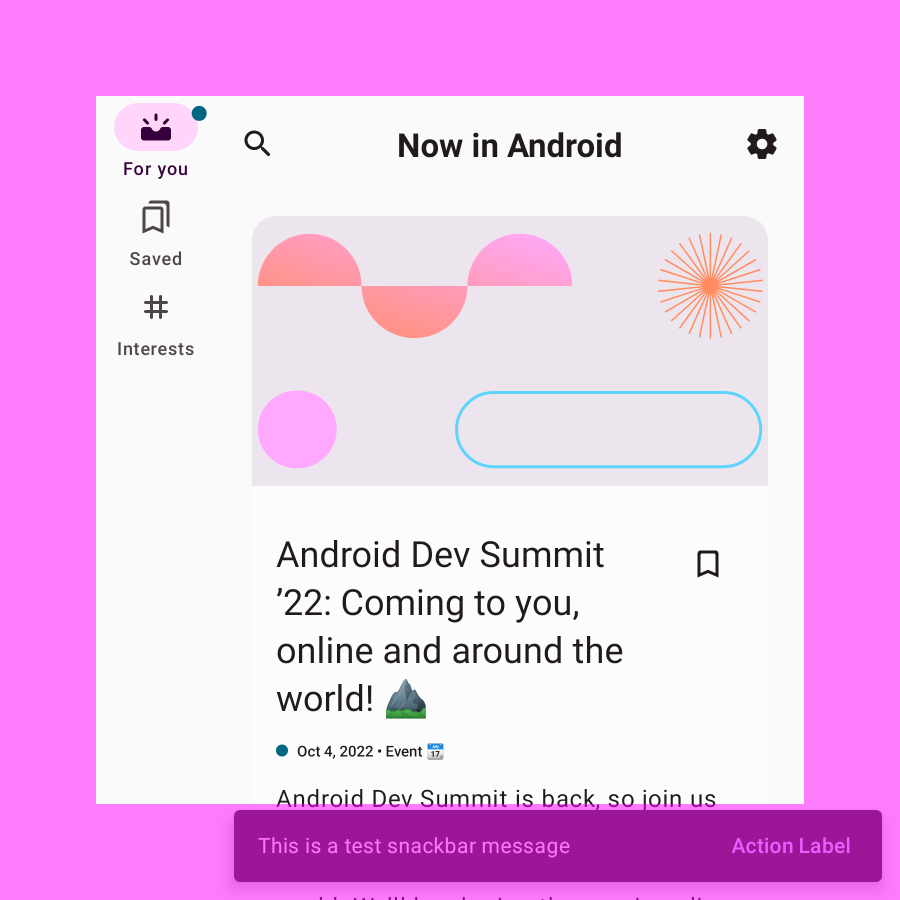 For you
Saved
Interests
Now in Android
Android Dev Summit
’22: Coming to you,
online and around the
world! ⛰️
Oct 4, 2022 • Event 📆
Android Dev Summit is back, so join us
This is a test snackbar message
Action Label